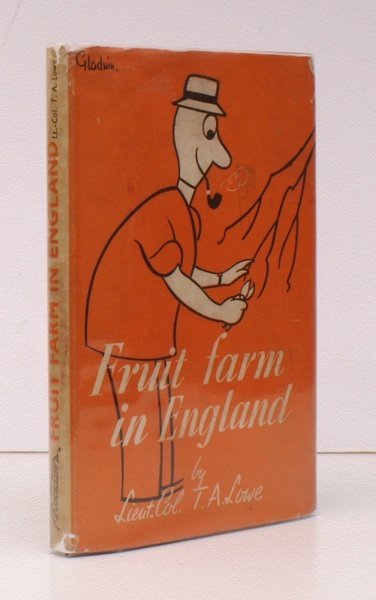 Gladwin.
Fruit farm
in England
by
Lieut. Col. T. A. Lowe
FRUIT FARM IN ENGLAND Lt.-Col. T. A. Lowe